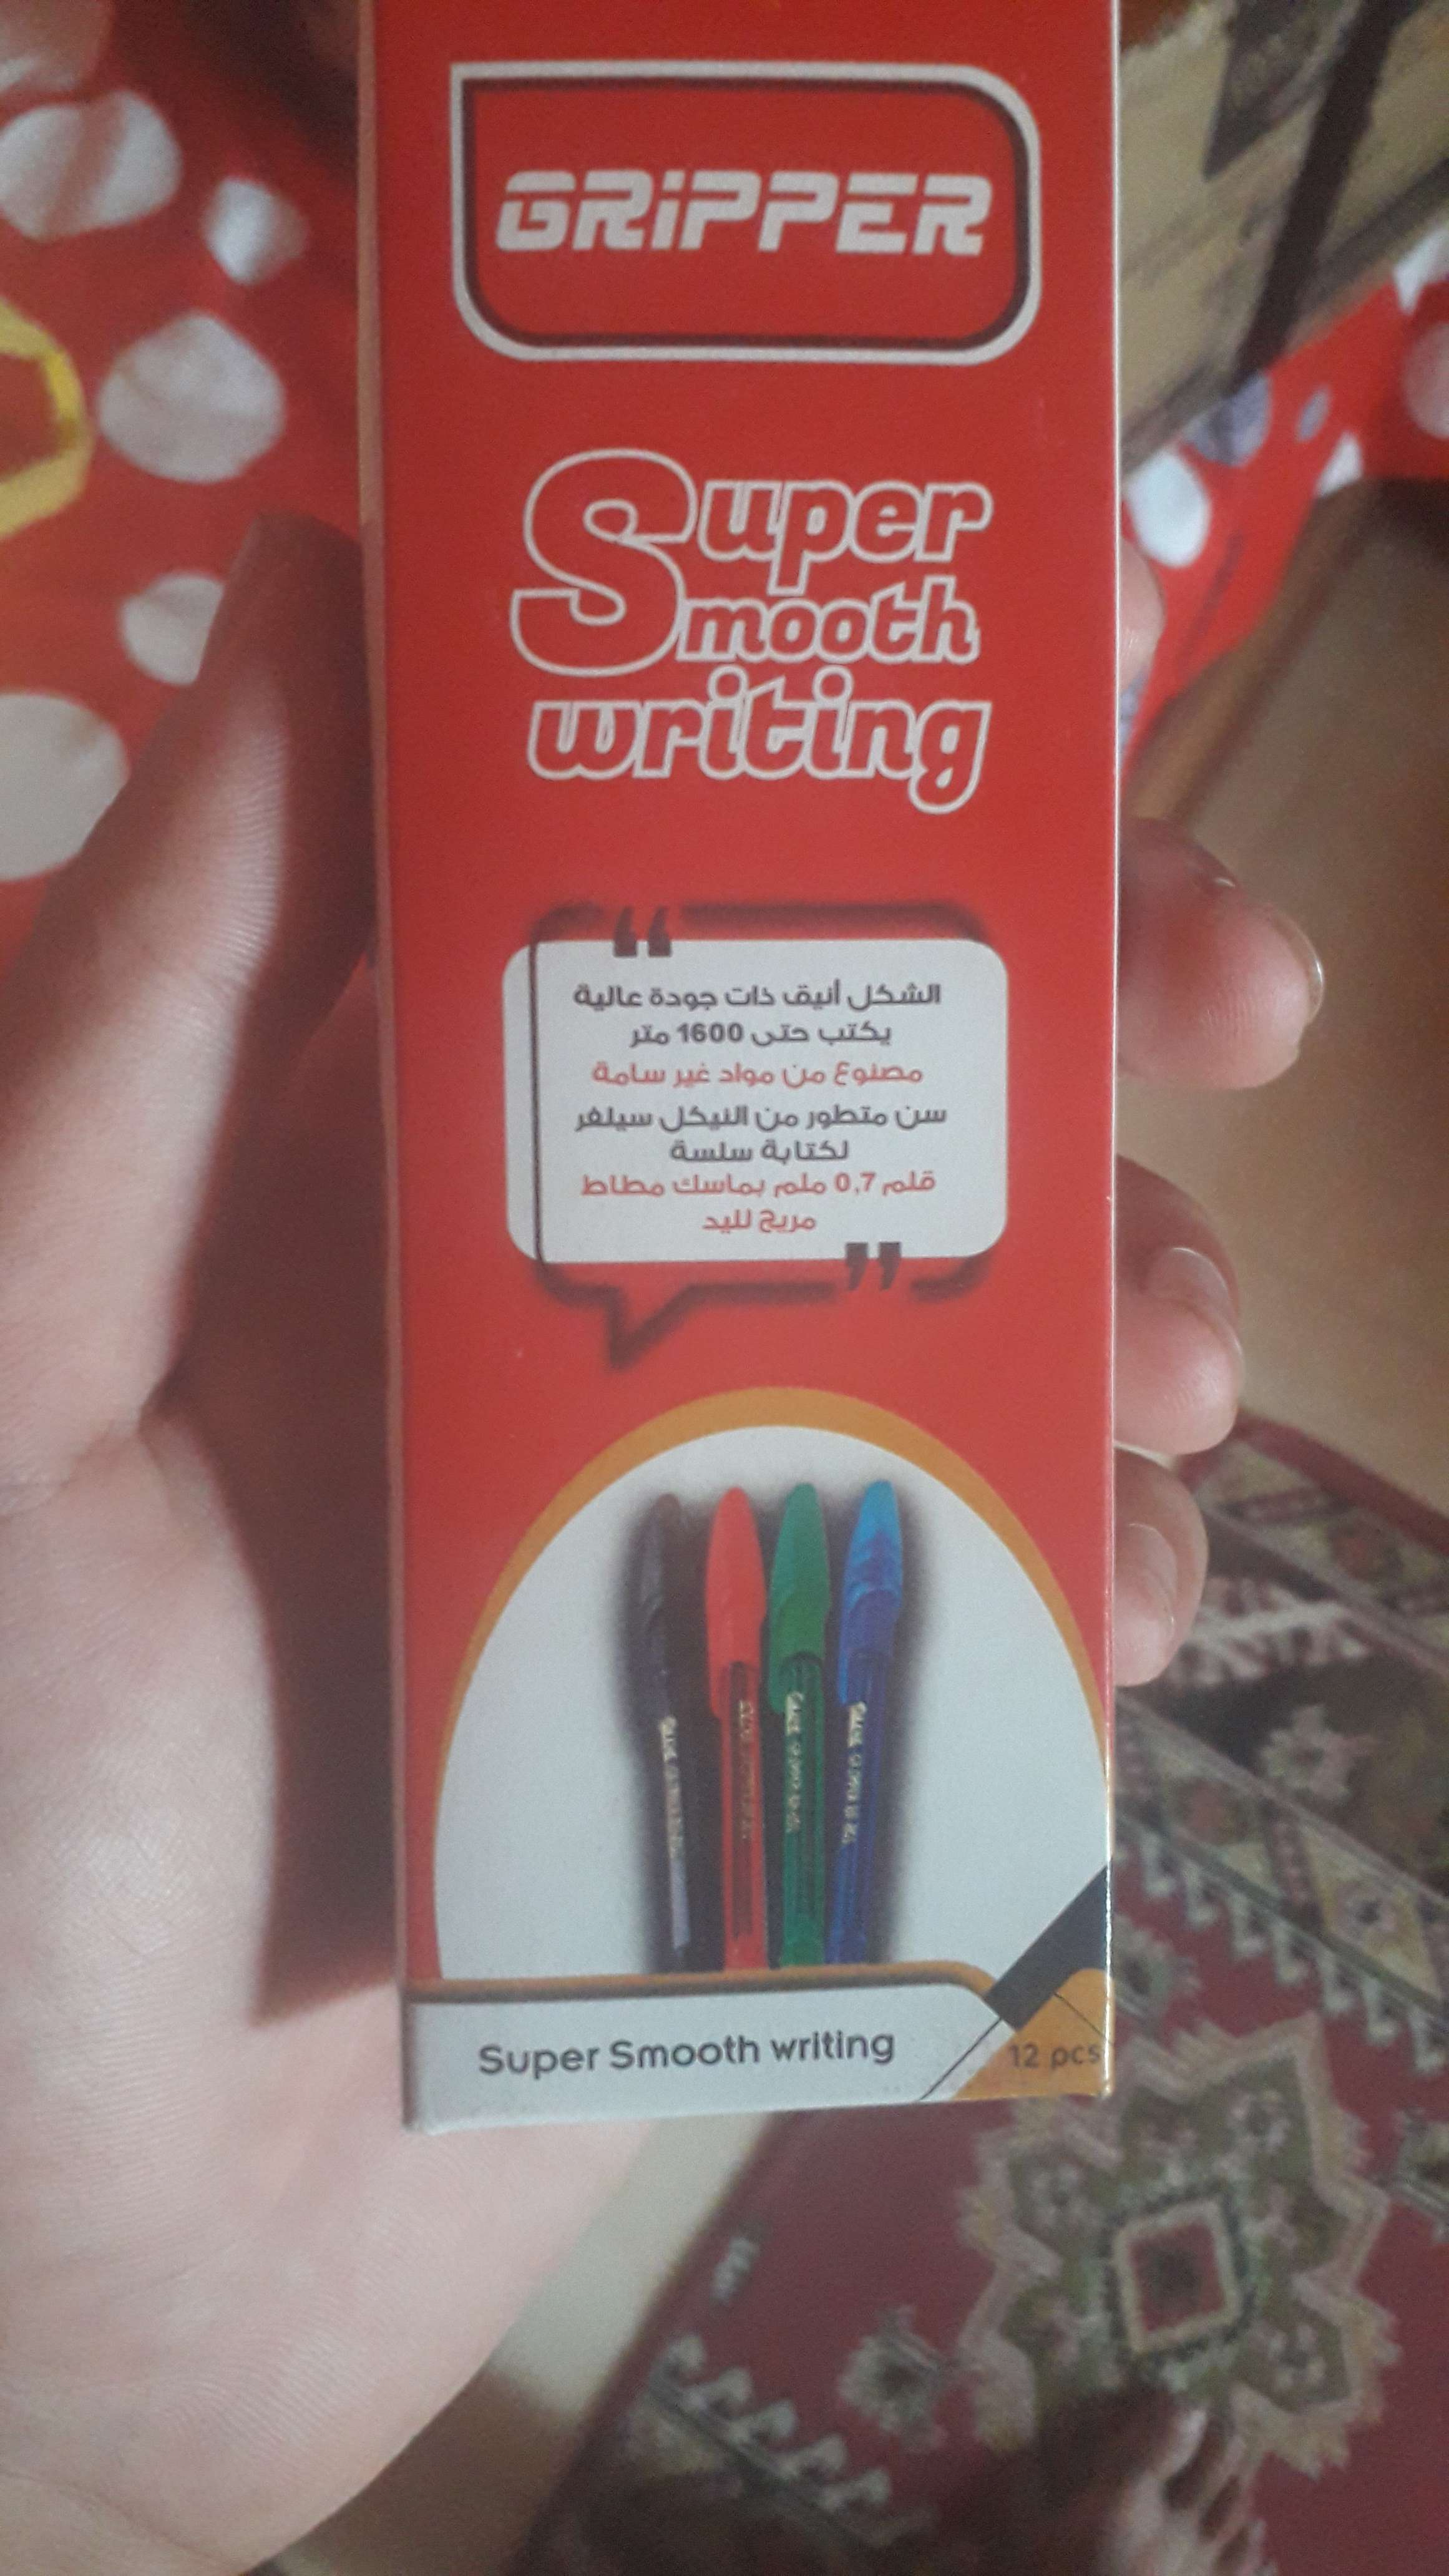 GRiPPER
Super
Smooth
writing
الشكل أنيق ذات جودة عالية
يكتب حتى 1600 متر
مصنوع من مواد غير سامة
سن متطور من النيكل سيلفر
لكتابة سلسة
قلم 0,7 ملم بماسك مطاط
مريح لليد
Super Smooth writing
12 pcs